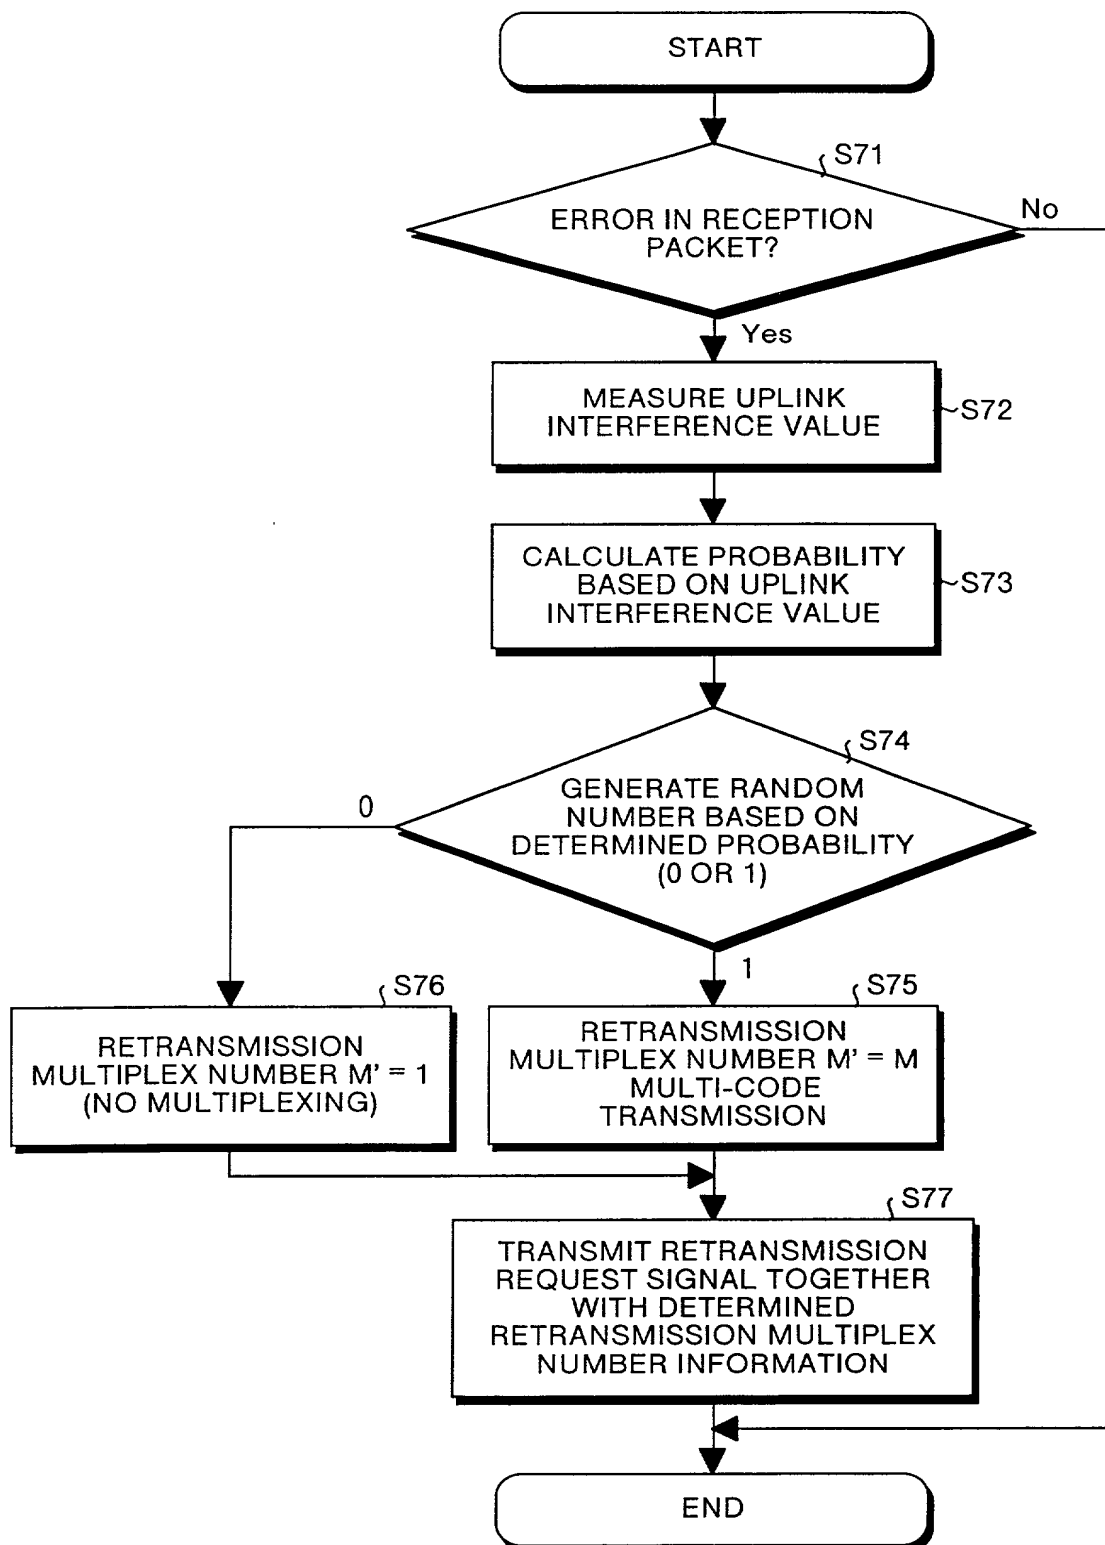 START
S71
ERROR IN RECEPTION
PACKET?
No
Yes
MEASURE UPLINK
INTERFERENCE VALUE
S72
CALCULATE PROBABILITY
BASED ON UPLINK
INTERFERENCE VALUE
S73
S74
GENERATE RANDOM
NUMBER BASED ON
DETERMINED PROBABILITY
(0 OR 1)
0
1
S76
RETRANSMISSION
MULTIPLEX NUMBER M' = 1
(NO MULTIPLEXING)
S75
RETRANSMISSION
MULTIPLEX NUMBER M' = M
MULTI-CODE
TRANSMISSION
S77
TRANSMIT RETRANSMISSION
REQUEST SIGNAL TOGETHER
WITH DETERMINED
RETRANSMISSION MULTIPLEX
NUMBER INFORMATION
END